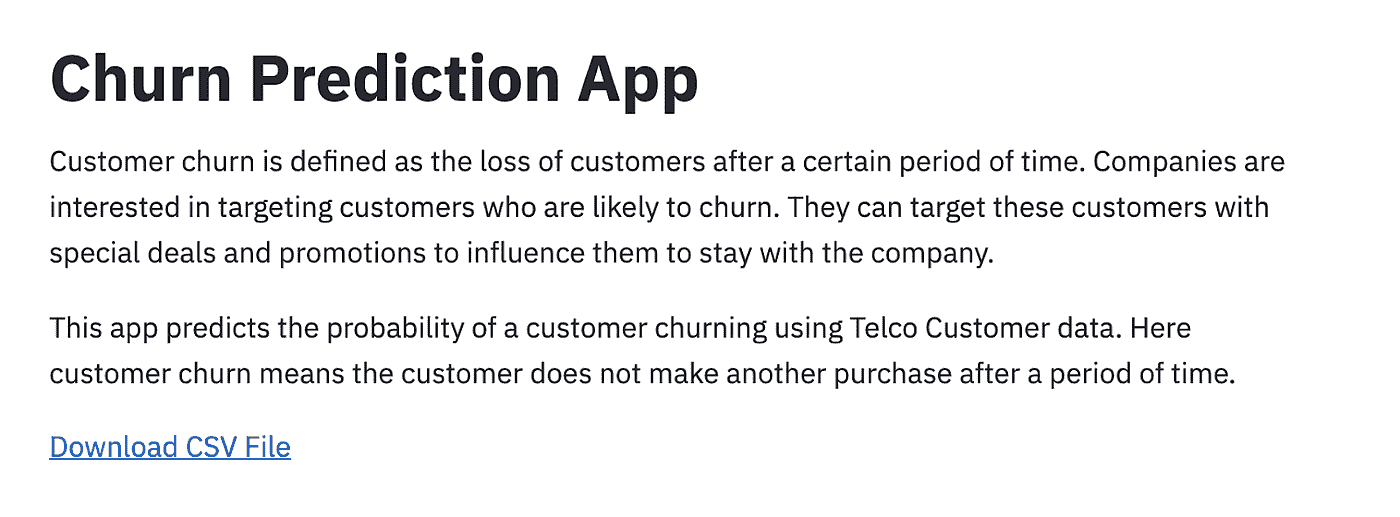 Churn Prediction App
Customer churn is defined as the loss of customers after a certain period of time. Companies are
interested in targeting customers who are likely to churn. They can target these customers with
special deals and promotions to influence them to stay with the company.
This app predicts the probability of a customer churning using Telco Customer data. Here
customer churn means the customer does not make another purchase after a period of time.
Download CSV File